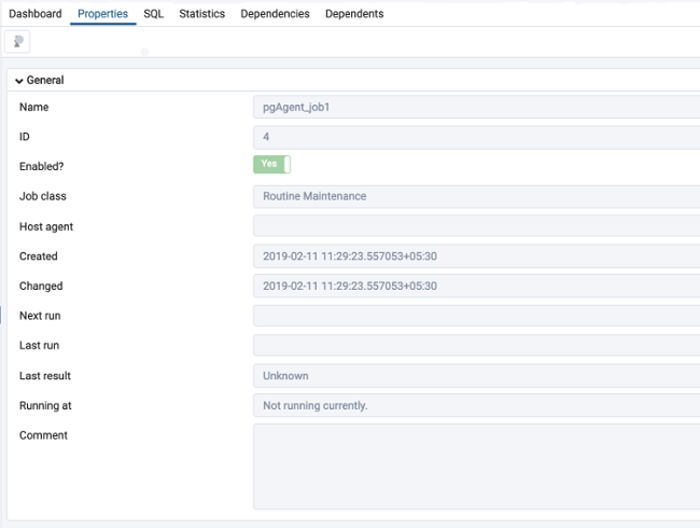 Dashboard Properties SQL Statistics Dependencies Dependents
General
Name pgAgent_job1
ID 4
Enabled? Yes
Job class Routine Maintenance
Host agent
Created 2019-02-11 11:29:23.557053+05:30
Changed 2019-02-11 11:29:23.557053+05:30
Next run
Last run
Last result Unknown
Running at Not running currently.
Comment